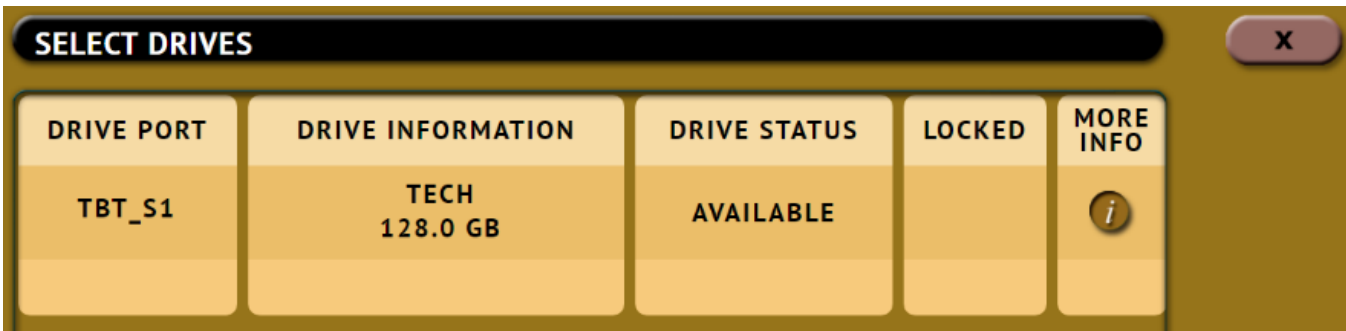 SELECT DRIVES
X
DRIVE PORT
DRIVE INFORMATION
DRIVE STATUS
LOCKED
MORE
INFO
TBT_S1
TECH
128.0 GB
AVAILABLE
i